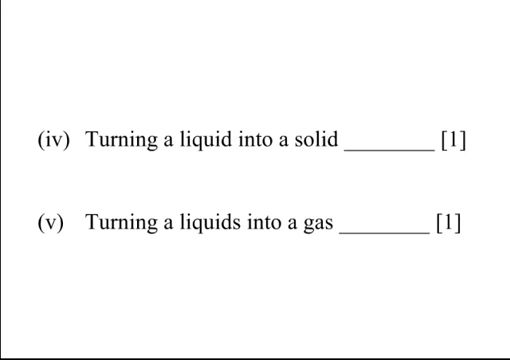 (iv) Turning a liquid into a solid ________ [1]
(v) Turning a liquids into a gas ________ [1]